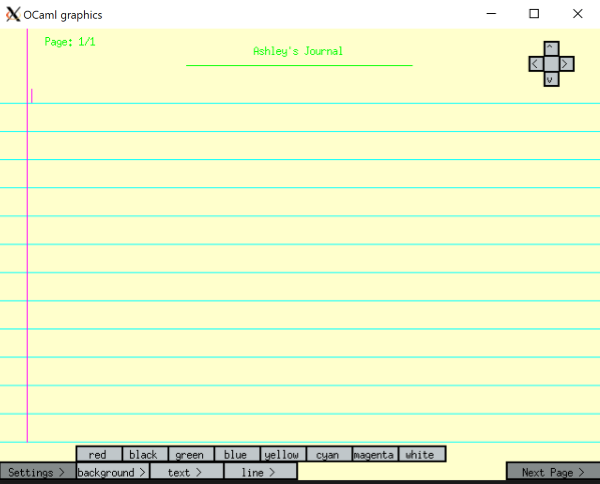 OCaml graphics
Page: 1/1
Ashley's Journal
^
< >
v
red black green blue yellow cyan magenta white
Settings > background > text > line > Next Page >